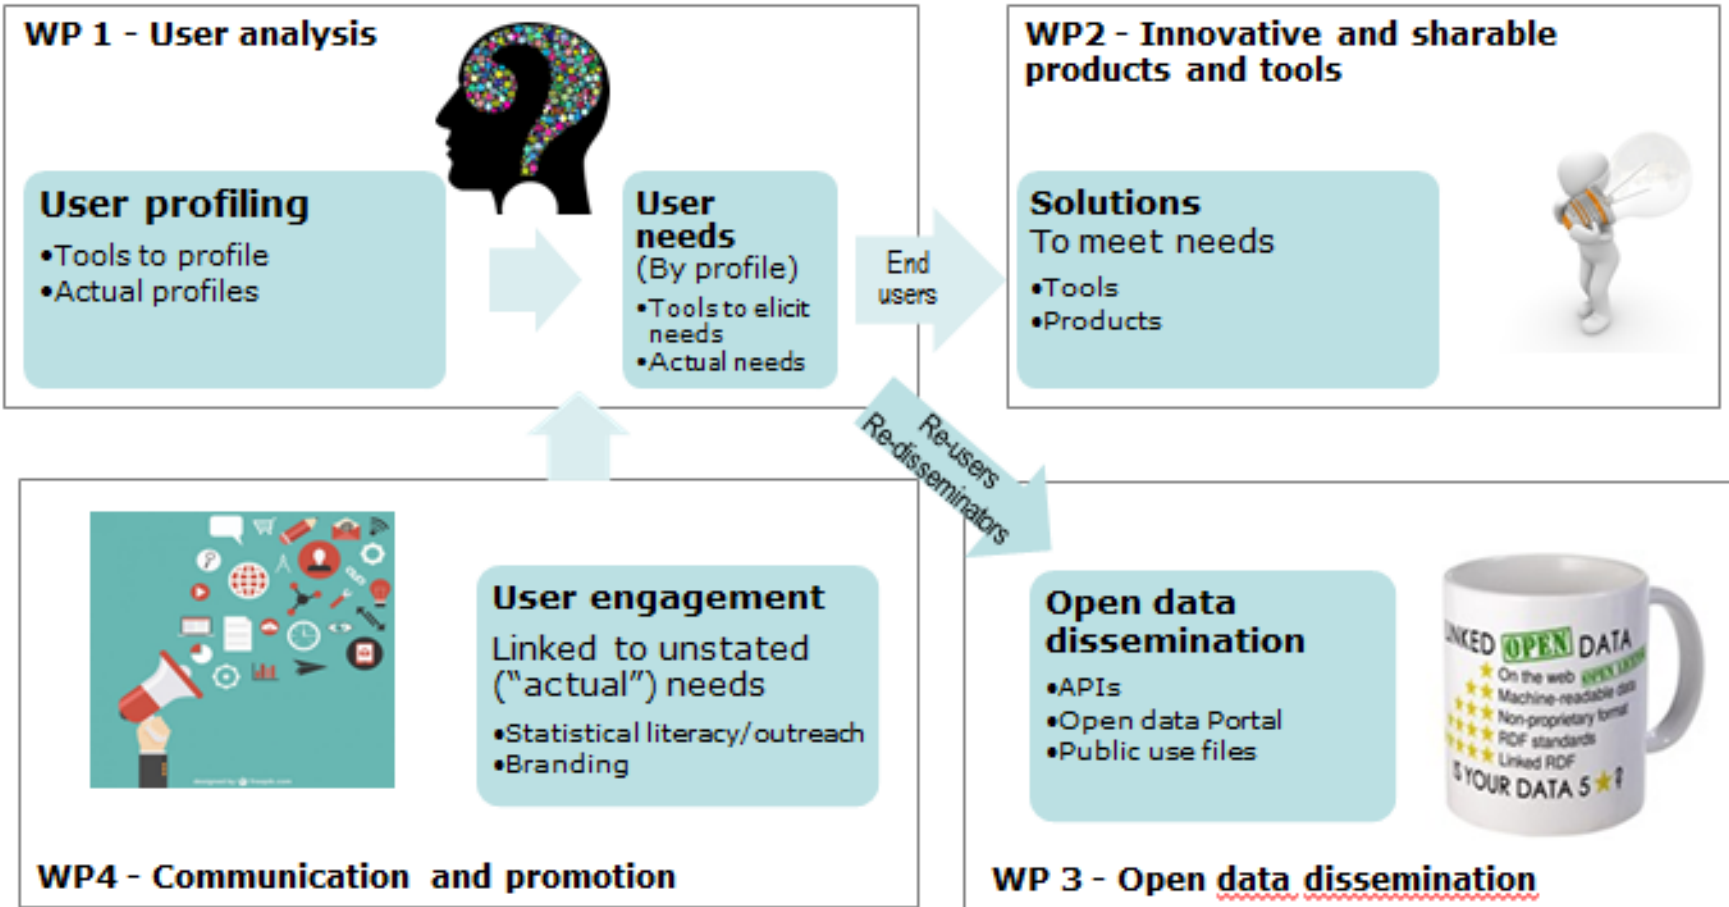 WP 1 - User analysis
User profiling
•Tools to profile
•Actual profiles
User
needs
(By profile)
•Tools to elicit
needs
•Actual needs
End
users
WP2 - Innovative and sharable
products and tools
Solutions
To meet needs
•Tools
•Products
Re-users
Re-disseminators
User engagement
Linked to unstated
("actual") needs
•Statistical literacy/outreach
•Branding
WP4 - Communication and promotion
Open data
dissemination
•APIs
•Open data Portal
•Public use files
LINKED OPEN DATA
On the web OPEN LICENSE
Machine-readable data
Non-proprietary format
RDF standards
Linked RDF
IS YOUR DATA 5 ★?
WP 3 - Open data dissemination